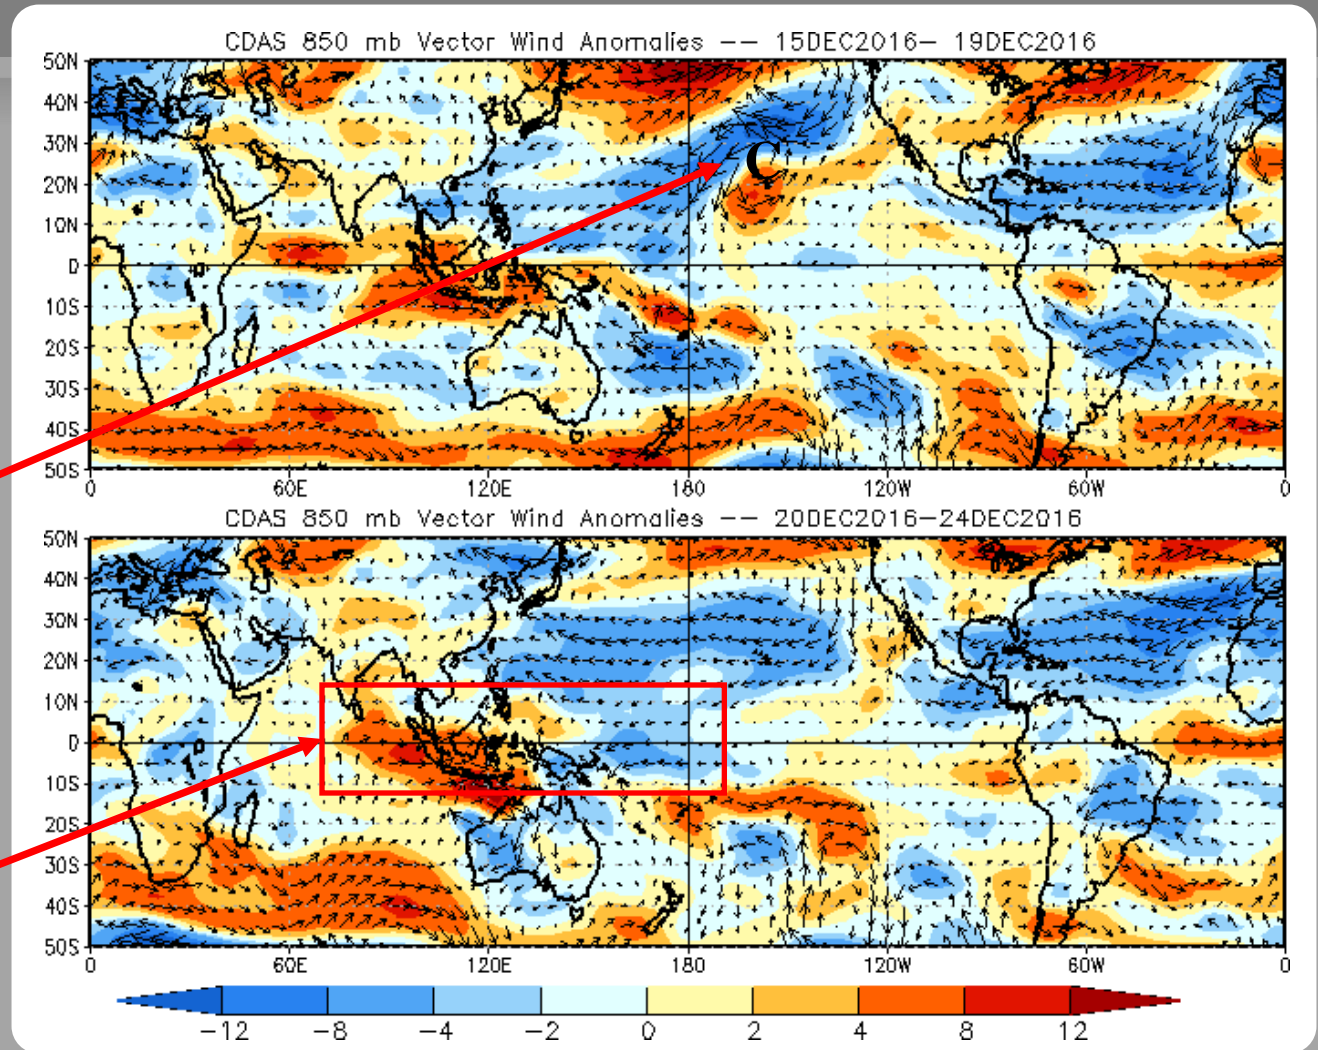 CDAS 850 mb Vector Wind Anomalies -- 15DEC2016- 19DEC2016
50N
40N
30N
C
20N
10N
0
10S
20S
30S
40S
50S
0 60E 120E 180 120W 60W 0
CDAS 850 mb Vector Wind Anomalies -- 20DEC2016-24DEC2016
50N
40N
30N
20N
10N
0
10S
20S
30S
40S
50S
0 60E 120E 180 120W 60W 0
-12 -8 -4 -2 0 2 4 8 12